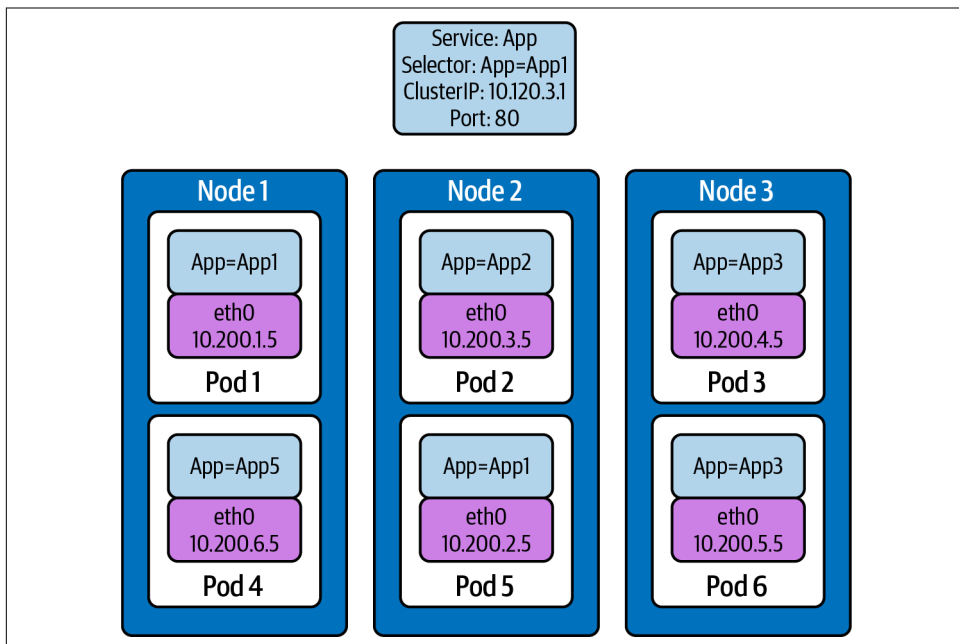 Service: App
Selector: App=App1
ClusterIP: 10.120.3.1
Port: 80
Node 1
App=App1
eth0
10.200.1.5
Pod 1
App=App5
eth0
10.200.6.5
Pod 4
Node 2
App=App2
eth0
10.200.3.5
Pod 2
App=App1
eth0
10.200.2.5
Pod 5
Node 3
App=App3
eth0
10.200.4.5
Pod 3
App=App3
eth0
10.200.5.5
Pod 6